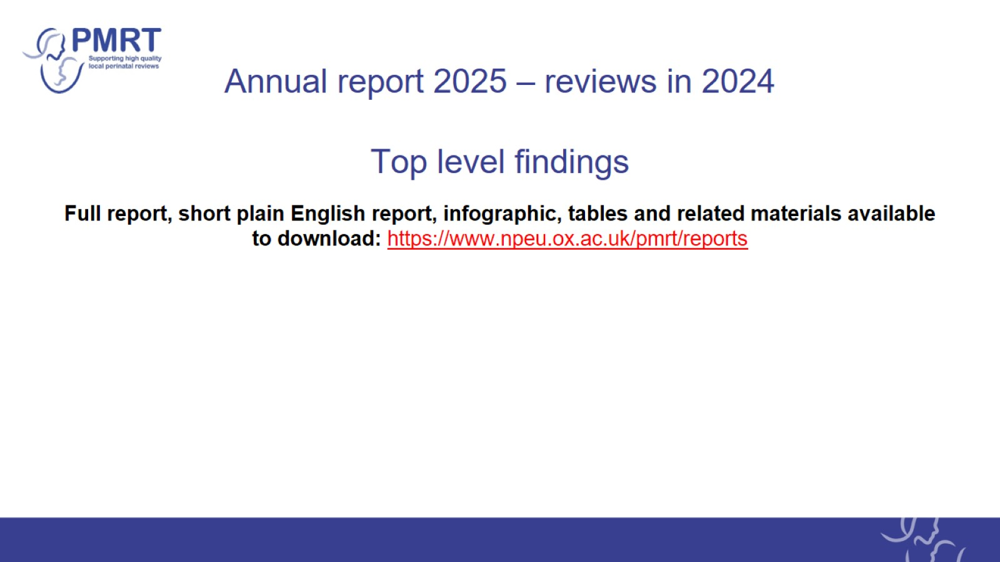 PMRT
Supporting high quality
local perinatal reviews
Annual report 2025 – reviews in 2024
Top level findings
Full report, short plain English report, infographic, tables and related materials available
to download: https://www.npeu.ox.ac.uk/pmrt/reports